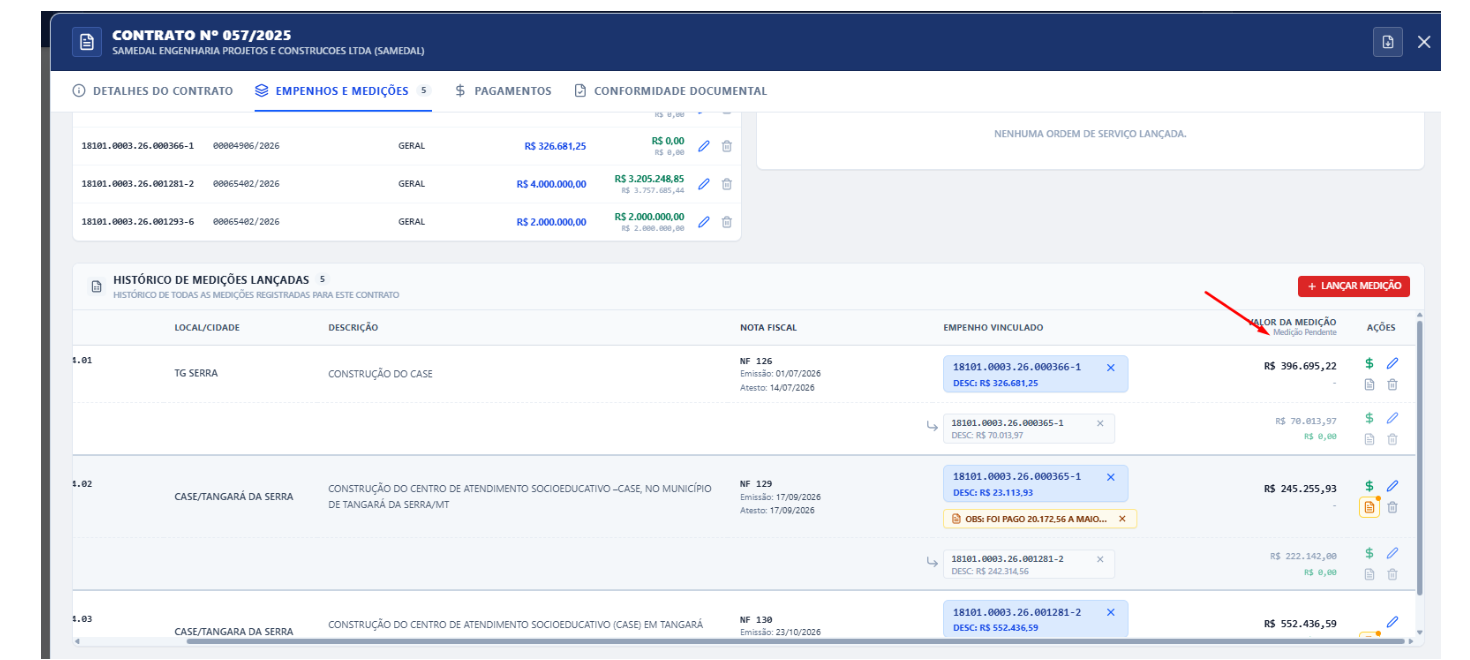 CONTRATO Nº 057/2025
SAMEDAL ENGENHARIA PROJETOS E CONSTRUCOES LTDA (SAMEDAL)
DETALHES DO CONTRATO
EMPENHOS E MEDIÇÕES 5
PAGAMENTOS
CONFORMIDADE DOCUMENTAL
R$ 0,00
NENHUMA ORDEM DE SERVIÇO LANÇADA.
18101.0003.26.000366-1 00004906/2026 GERAL R$ 326.681,25 R$ 0,00
R$ 0,00
18101.0003.26.001281-2 00065402/2026 GERAL R$ 4.000.000,00 R$ 3.205.248,85
R$ 3.757.685,44
18101.0003.26.001293-6 00065402/2026 GERAL R$ 2.000.000,00 R$ 2.000.000,00
R$ 2.000.000,00
HISTÓRICO DE MEDIÇÕES LANÇADAS 5
HISTÓRICO DE TODAS AS MEDIÇÕES REGISTRADAS PARA ESTE CONTRATO
+ LANÇAR MEDIÇÃO
LOCAL/CIDADE DESCRIÇÃO NOTA FISCAL EMPENHO VINCULADO VALOR DA MEDIÇÃO AÇÕES
Medição Pendente
4.01
TG SERRA
CONSTRUÇÃO DO CASE
NF 126
Emissão: 01/07/2026
Atesto: 14/07/2026
18101.0003.26.000366-1 ×
DESC: R$ 326.681,25
R$ 396.695,22
-
18101.0003.26.000365-1 ×
DESC: R$ 70.013,97
R$ 70.013,97
R$ 0,00
4.02
CASE/TANGARÁ DA SERRA
CONSTRUÇÃO DO CENTRO DE ATENDIMENTO SOCIOEDUCATIVO –CASE, NO MUNICÍPIO
DE TANGARÁ DA SERRA/MT
NF 129
Emissão: 17/09/2026
Atesto: 17/09/2026
18101.0003.26.000365-1 ×
DESC: R$ 23.113,93
OBS: FOI PAGO 20.172,56 A MAIO... ×
R$ 245.255,93
-
18101.0003.26.001281-2 ×
DESC: R$ 242.314,56
R$ 222.142,00
R$ 0,00
4.03
CASE/TANGARA DA SERRA
CONSTRUÇÃO DO CENTRO DE ATENDIMENTO SOCIOEDUCATIVO (CASE) EM TANGARÁ
NF 130
Emissão: 23/10/2026
18101.0003.26.001281-2 ×
DESC: R$ 552.436,59
R$ 552.436,59